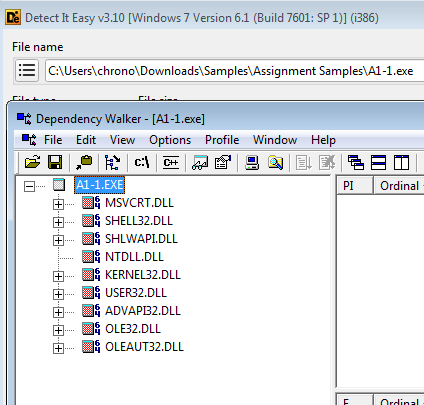 Detect It Easy v3.10 [Windows 7 Version 6.1 (Build 7601: SP 1)] (i386)
File name
C:\Users\chrono\Downloads\Samples\Assignment Samples\A1-1.exe
Dependency Walker - [A1-1.exe]
File Edit View Options Profile Window Help
c:\ C++
PI Ordinal
A1-1.EXE
MSVCRT.DLL
SHELL32.DLL
SHLWAPI.DLL
NTDLL.DLL
KERNEL32.DLL
USER32.DLL
ADVAPI32.DLL
OLE32.DLL
OLEAUT32.DLL